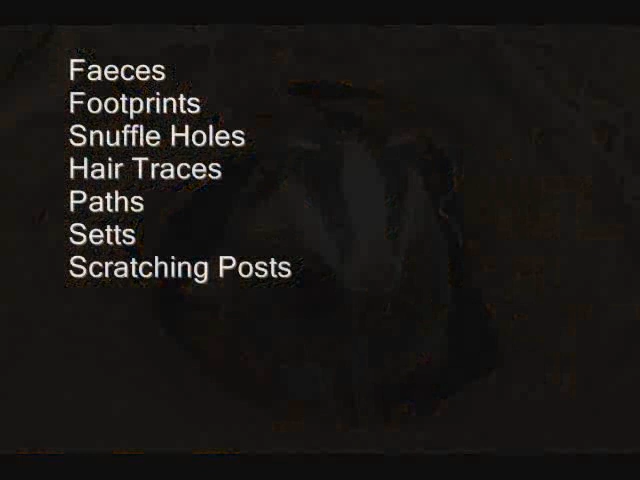 Faeces
Footprints
Snuffle Holes
Hair Traces
Paths
Setts
Scratching Posts